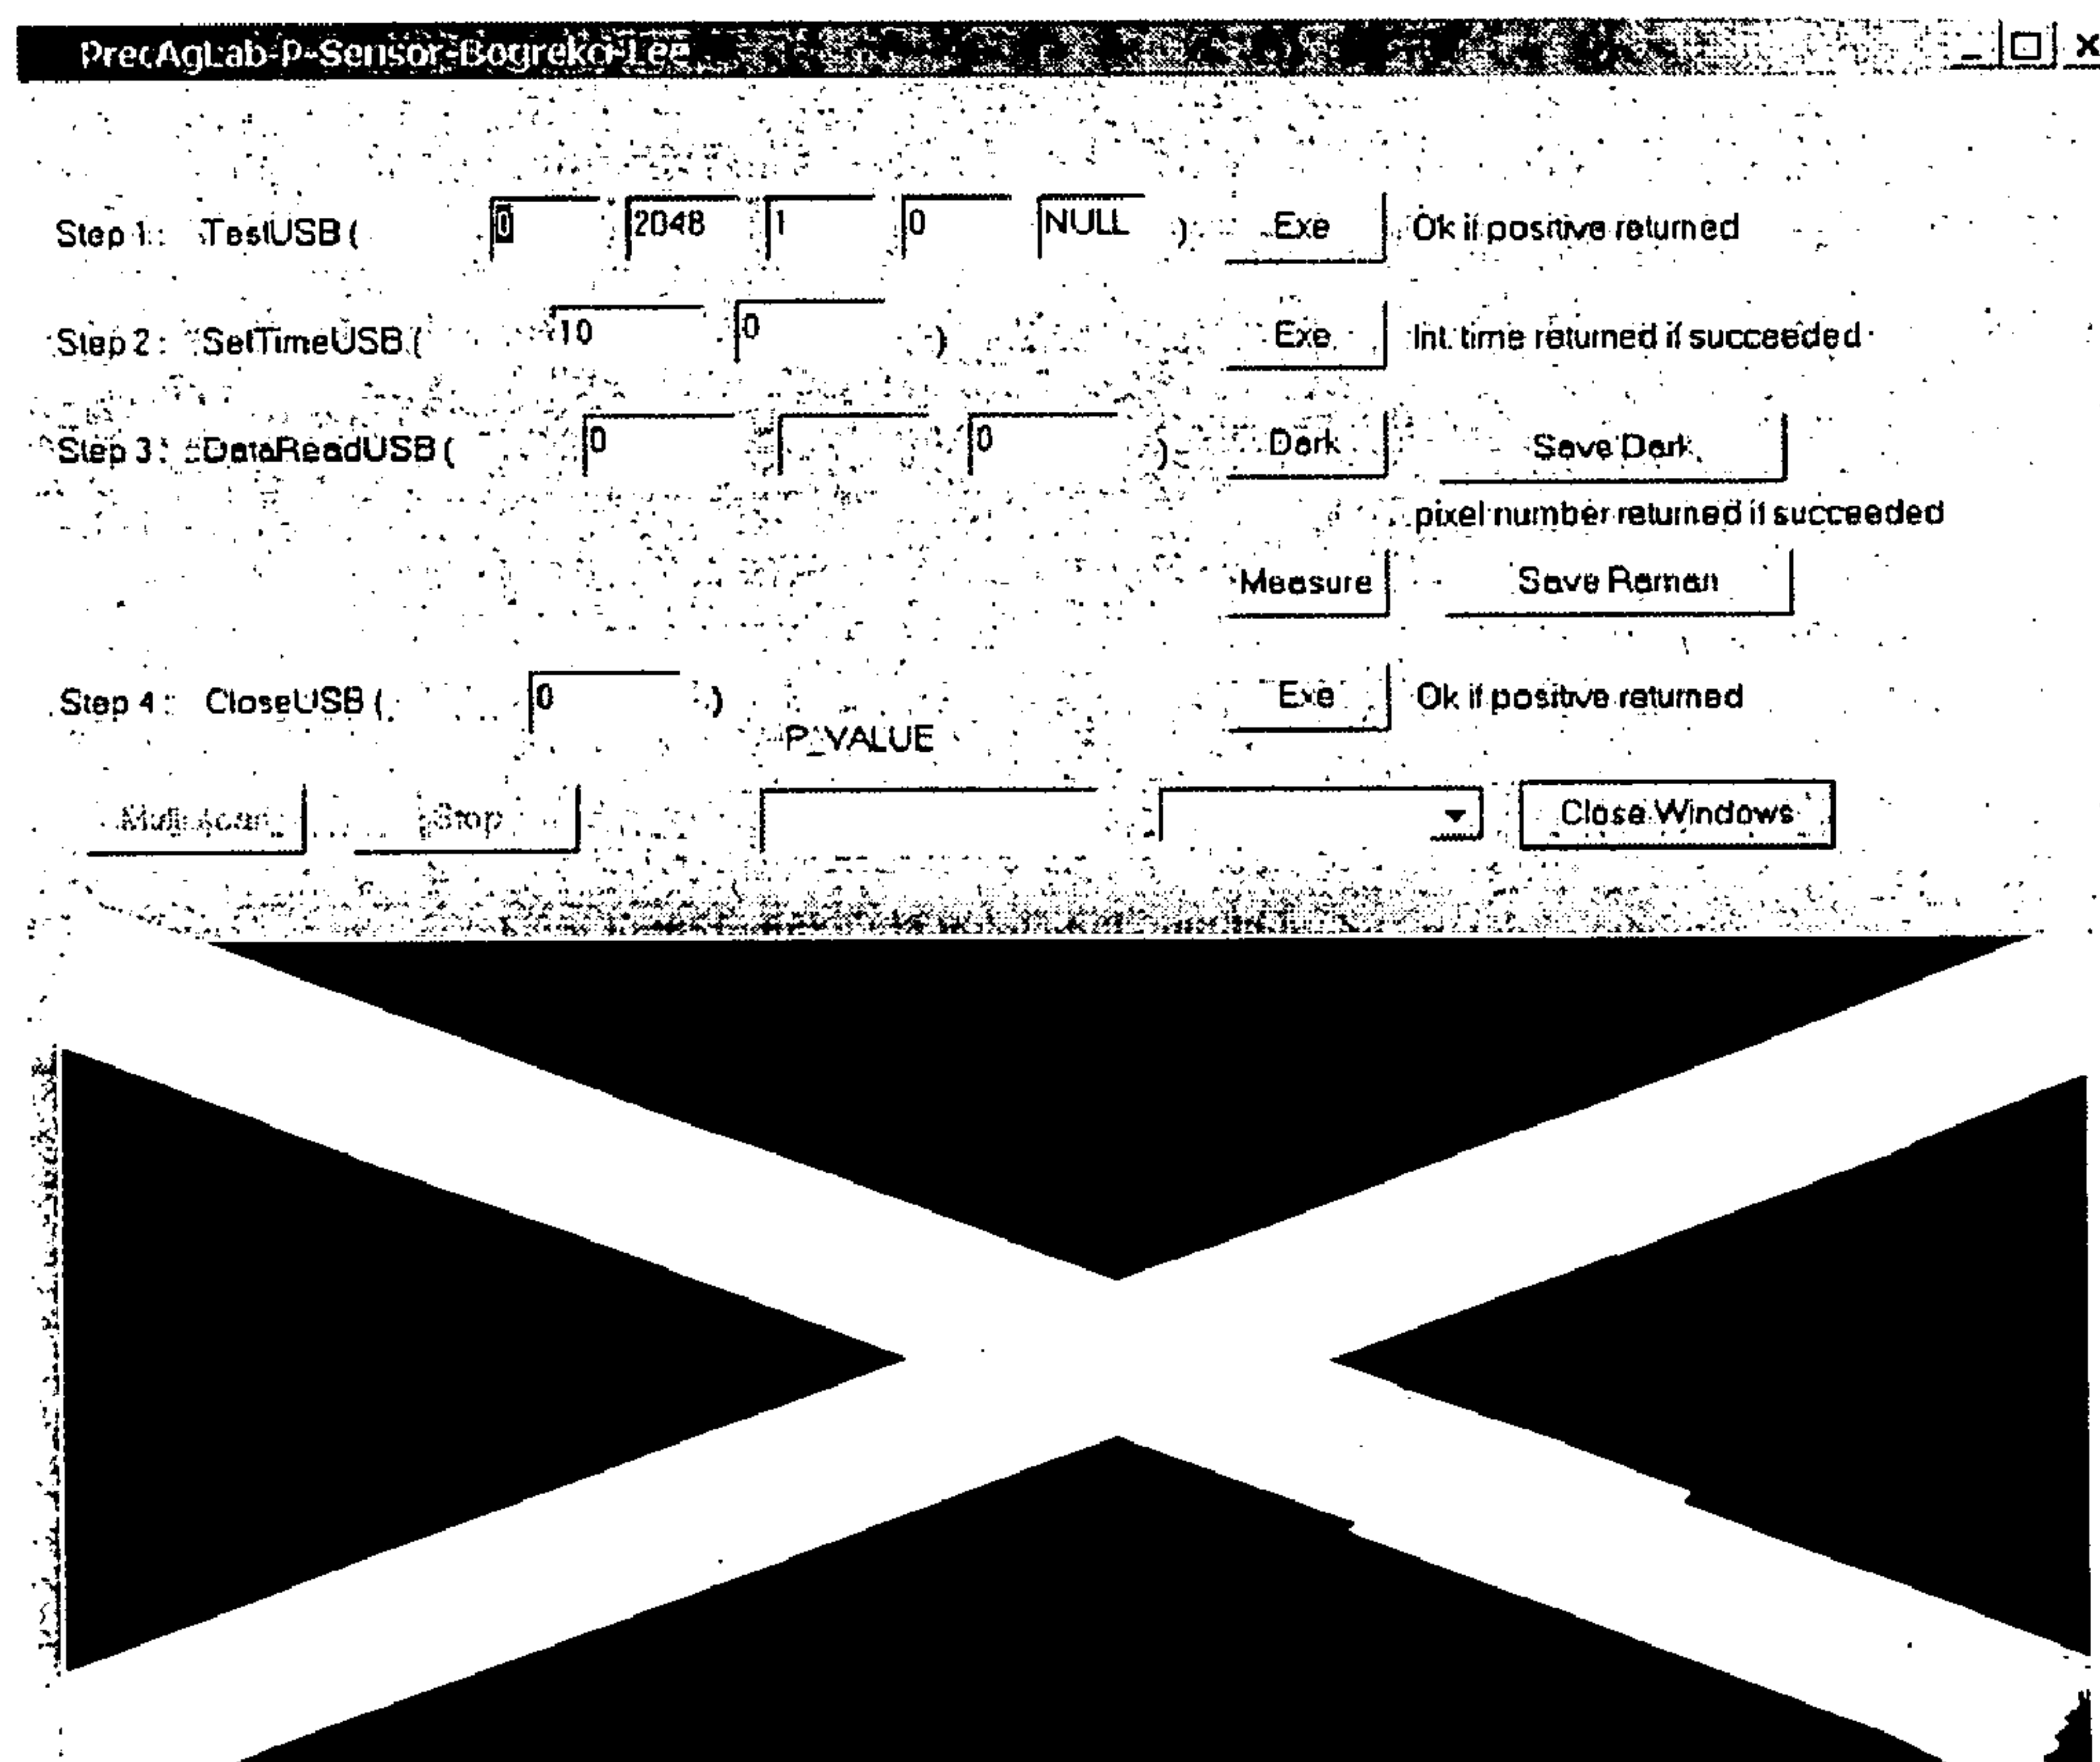 PrecAgLab-P-Sensor-Bogrekci-Lee
Step 1: TestUSB ( 0 2048 1 0 NULL ) Exe Ok if positive returned
Step 2: SetTimeUSB ( 10 0 ) Exe Int. time returned if succeeded
Step 3: DataReadUSB ( 0 0 ) Dark Save Dark
pixel number returned if succeeded
Measure Save Raman
Step 4: CloseUSB ( 0 ) Exe Ok if positive returned
P_VALUE
Multi scan Stop Close Windows